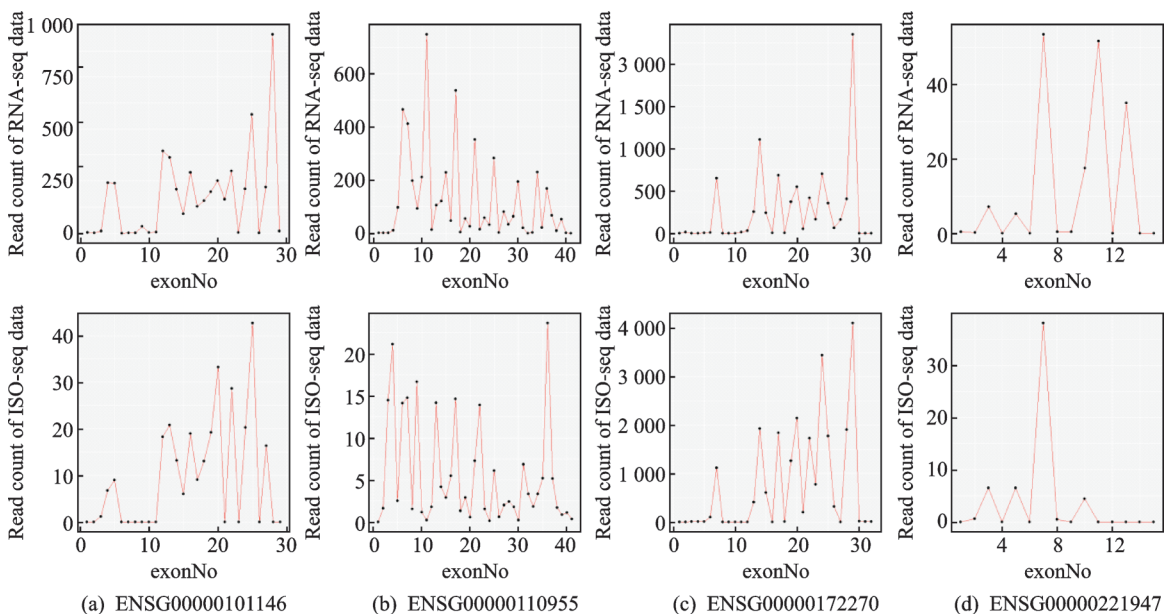 Read count of RNA-seq data
1 000
750
500
250
0
0 10 20 30
exonNo
Read count of RNA-seq data
600
400
200
0
0 10 20 30 40
exonNo
Read count of RNA-seq data
3 000
1 500
1 000
500
0
0 10 20 30
exonNo
Read count of RNA-seq data
40
20
0
4 8 12
exonNo
Read count of ISO-seq data
40
30
20
10
0
0 10 20 30
exonNo
Read count of ISO-seq data
20
15
10
5
0
0 10 20 30 40
exonNo
Read count of ISO-seq data
4 000
3 000
2 000
1 000
0
0 10 20 30
exonNo
Read count of ISO-seq data
30
20
10
0
4 8 12
exonNo
(a) ENSG00000101146
(b) ENSG00000110955
(c) ENSG00000172270
(d) ENSG00000221947